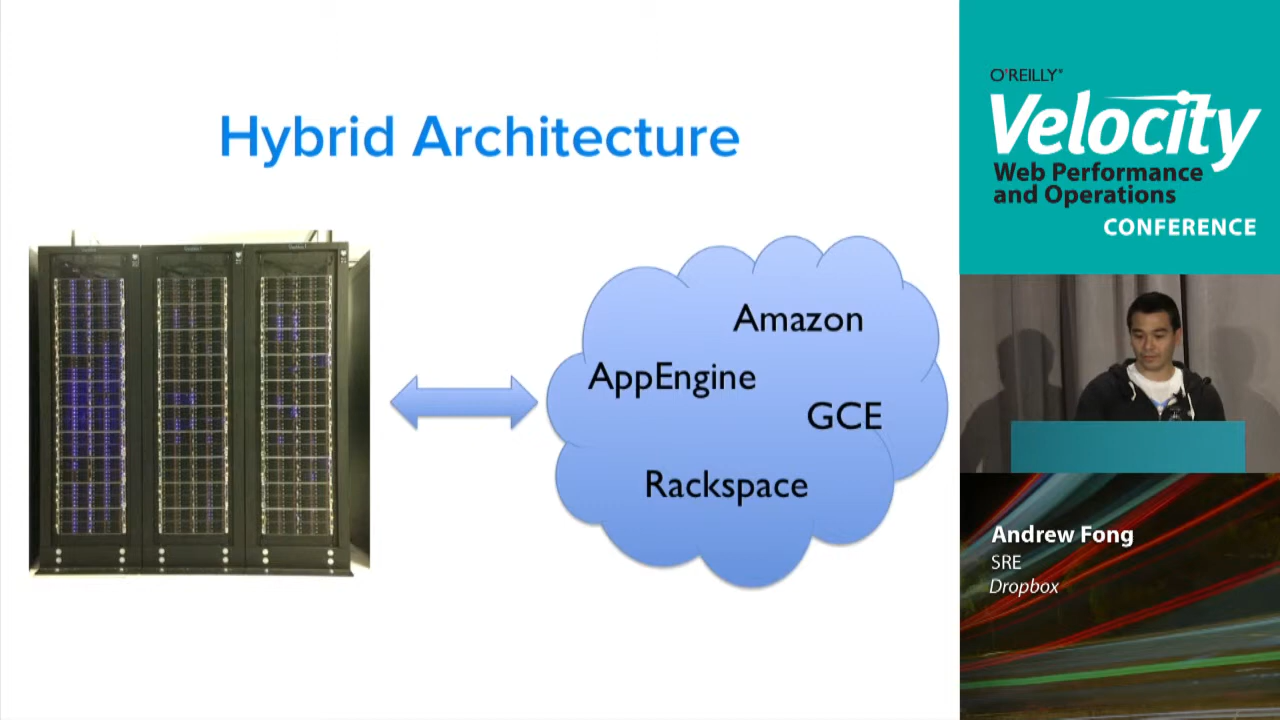 Hybrid Architecture
Amazon
AppEngine
GCE
Rackspace
O'REILLY®
Velocity
Web Performance
and Operations
CONFERENCE
Andrew Fong
SRE
Dropbox